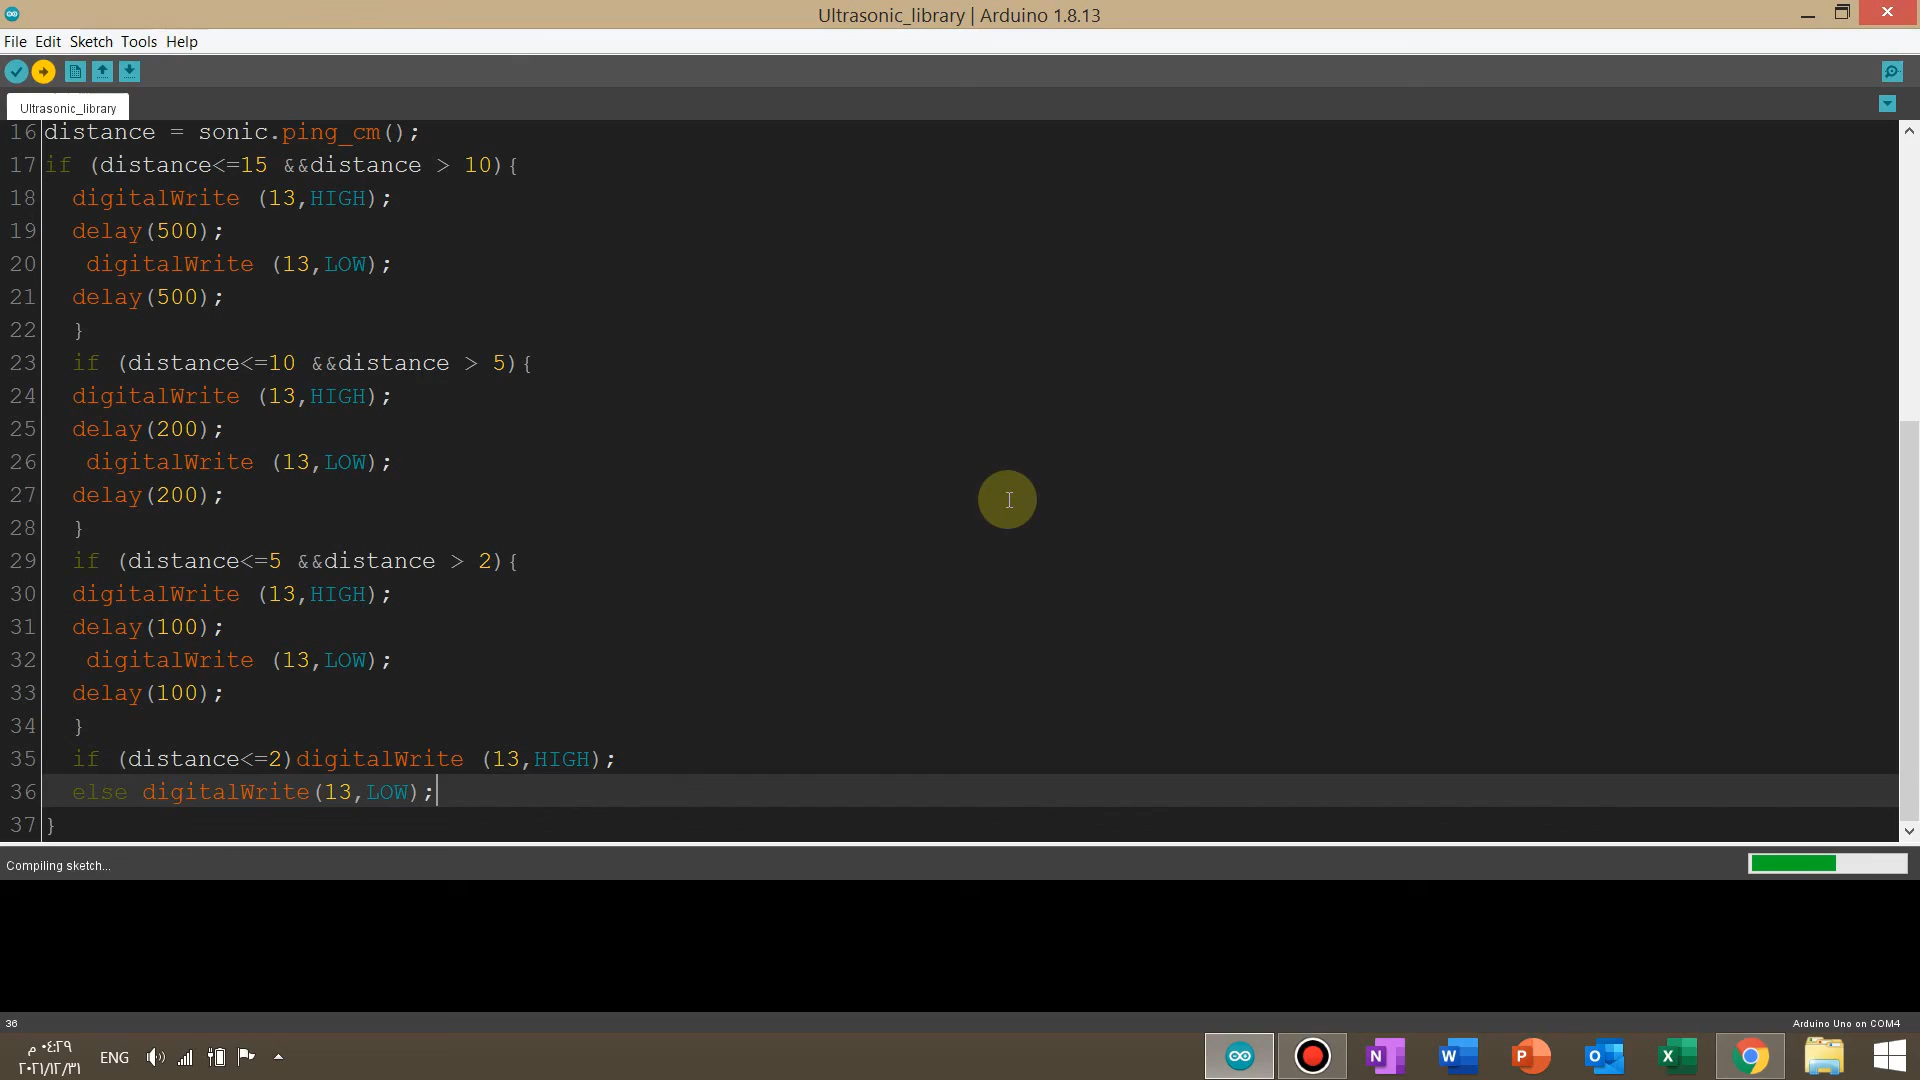 Ultrasonic_library | Arduino 1.8.13
File Edit Sketch Tools Help
Ultrasonic_library
16 distance = sonic.ping_cm();
17 if (distance<=15 &&distance > 10){
18 digitalWrite (13,HIGH);
19 delay(500);
20 digitalWrite (13,LOW);
21 delay(500);
22 }
23 if (distance<=10 &&distance > 5){
24 digitalWrite (13,HIGH);
25 delay(200);
26 digitalWrite (13,LOW);
27 delay(200);
28 }
29 if (distance<=5 &&distance > 2){
30 digitalWrite (13,HIGH);
31 delay(100);
32 digitalWrite (13,LOW);
33 delay(100);
34 }
35 if (distance<=2)digitalWrite (13,HIGH);
36 else digitalWrite(13,LOW);
37 }
Compiling sketch...
36
Arduino Uno on COM4
٠٤:٢٩ م
ENG
٢٠٢١/١٢/٣١
N W P O X